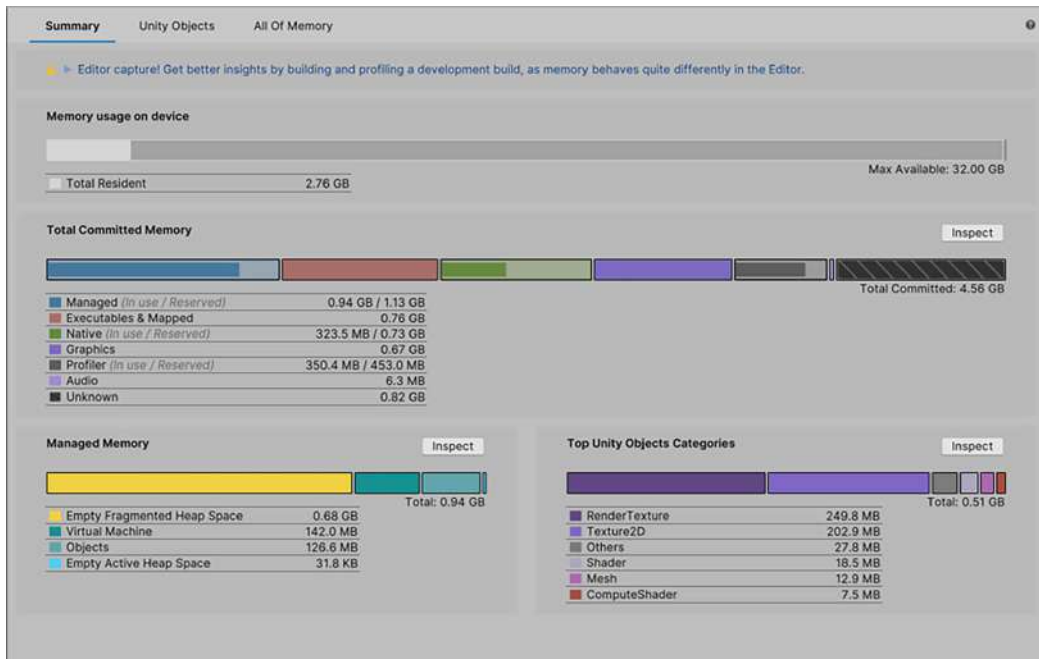 Summary Unity Objects All Of Memory
Editor capture! Get better insights by building and profiling a development build, as memory behaves quite differently in the Editor.
Memory usage on device
Max Available: 32.00 GB
Total Resident 2.76 GB
Total Committed Memory Inspect
Total Committed: 4.56 GB
Managed (In use / Reserved) 0.94 GB / 1.13 GB
Executables & Mapped 0.76 GB
Native (In use / Reserved) 323.5 MB / 0.73 GB
Graphics 0.67 GB
Profiler (In use / Reserved) 350.4 MB / 453.0 MB
Audio 6.3 MB
Unknown 0.82 GB
Managed Memory Inspect
Total: 0.94 GB
Empty Fragmented Heap Space 0.68 GB
Virtual Machine 142.0 MB
Objects 126.6 MB
Empty Active Heap Space 31.8 KB
Top Unity Objects Categories Inspect
Total: 0.51 GB
RenderTexture 249.8 MB
Texture2D 202.9 MB
Others 27.8 MB
Shader 18.5 MB
Mesh 12.9 MB
ComputeShader 7.5 MB